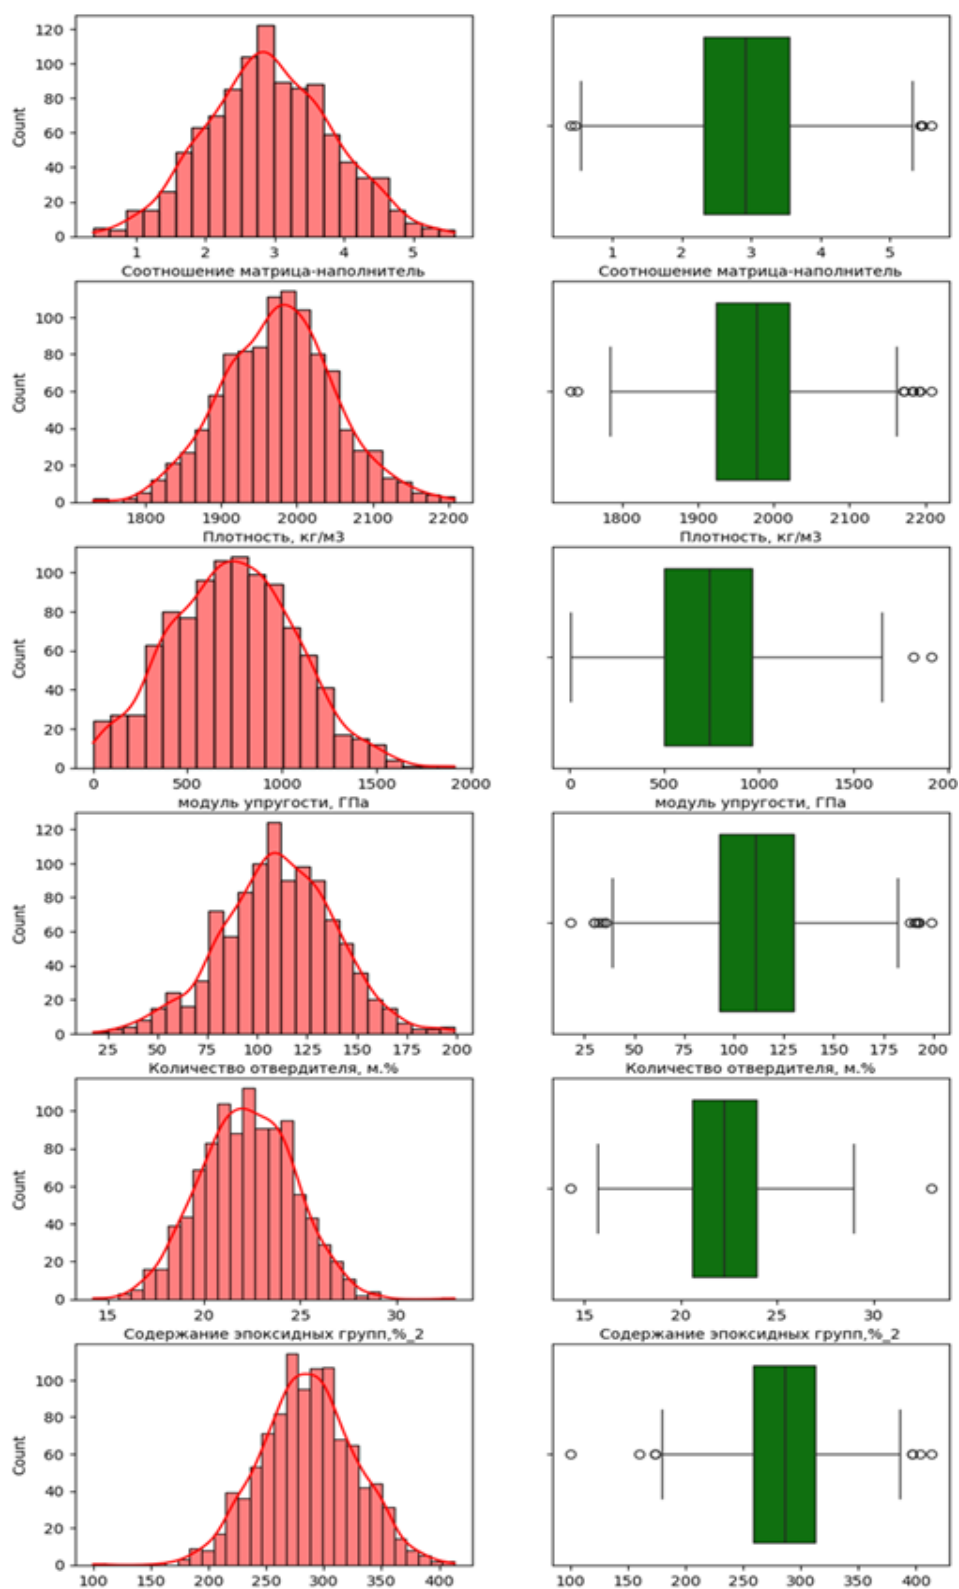 120
100
80
60
40
20
0
Count
1 2 3 4 5
1 2 3 4 5
Соотношение матрица-наполнитель
Соотношение матрица-наполнитель
100
80
60
40
20
0
Count
1800 1900 2000 2100 2200
1800 1900 2000 2100 2200
Плотность, кг/м3
Плотность, кг/м3
100
80
60
40
20
0
Count
0 500 1000 1500 2000
0 500 1000 1500 200
модуль упругости, ГПа
модуль упругости, ГПа
120
100
80
60
40
20
0
Count
25 50 75 100 125 150 175 200
25 50 75 100 125 150 175 200
Количество отвердителя, м.%
Количество отвердителя, м.%
100
80
60
40
20
0
Count
15 20 25 30
15 20 25 30
Содержание эпоксидных групп,%_2
Содержание эпоксидных групп,%_2
100
80
60
40
20
0
Count
100 150 200 250 300 350 400
100 150 200 250 300 350 400